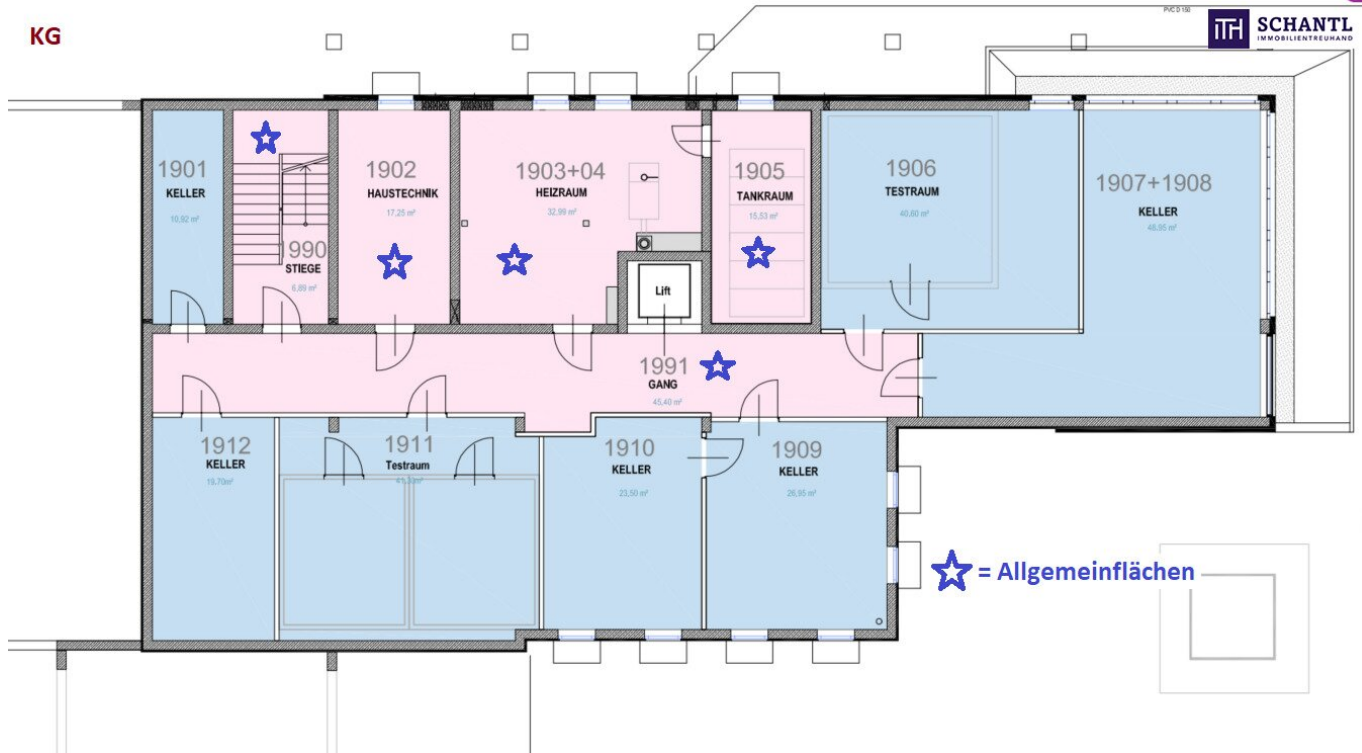 KG
PVC D 150
ITH SCHANTL
IMMOBILIENTREUHAND
1901
KELLER
10,92 m²
1990
STIEGE
6,89 m²
1902
HAUSTECHNIK
17,25 m²
1903+04
HEIZRAUM
32,99 m²
Lift
1905
TANKRAUM
15,53 m²
1906
TESTRAUM
40,60 m²
1907+1908
KELLER
1991
GANG
45,40 m²
1912
KELLER
19,70m²
1911
Testraum
1910
KELLER
23,50 m²
1909
KELLER
26,95 m²
= Allgemeinflächen